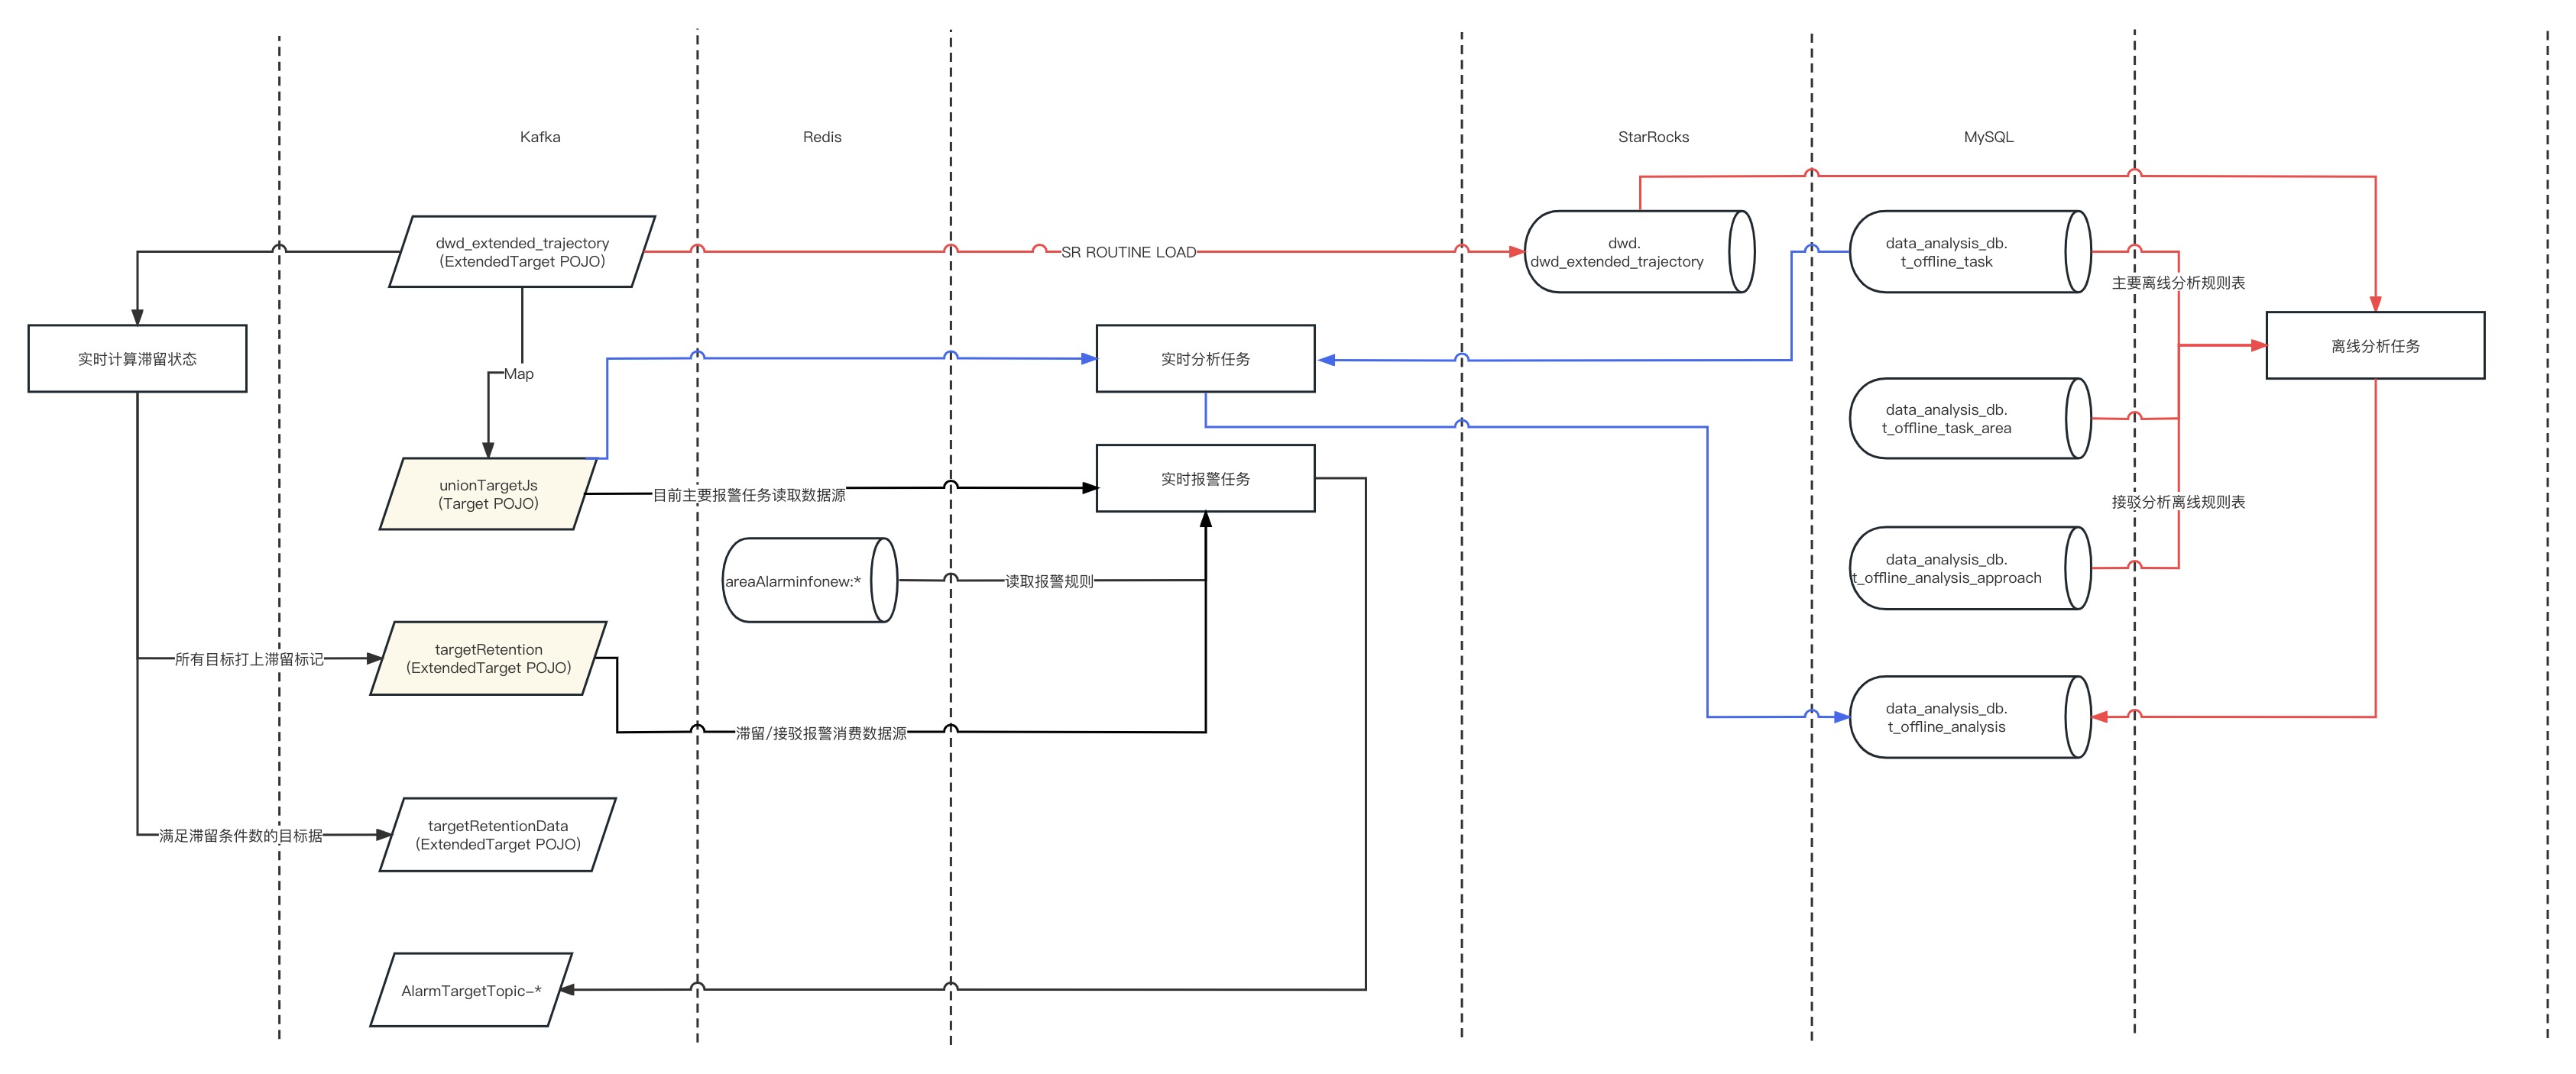 Kafka
Redis
StarRocks
MySQL
dwd_extended_trajectory
(ExtendedTarget POJO)
SR ROUTINE LOAD
dwd.
dwd_extended_trajectory
data_analysis_db.
t_offline_task
主要离线分析规则表
实时计算滞留状态
Map
实时分析任务
离线分析任务
data_analysis_db.
t_offline_task_area
unionTargetJs
(Target POJO)
目前主要报警任务读取数据源
实时报警任务
接驳分析离线规则表
areaAlarminfonew:*
读取报警规则
data_analysis_db.
t_offline_analysis_approach
所有目标打上滞留标记
targetRetention
(ExtendedTarget POJO)
滞留/接驳报警消费数据源
data_analysis_db.
t_offline_analysis
满足滞留条件数的目标据
targetRetentionData
(ExtendedTarget POJO)
AlarmTargetTopic-*